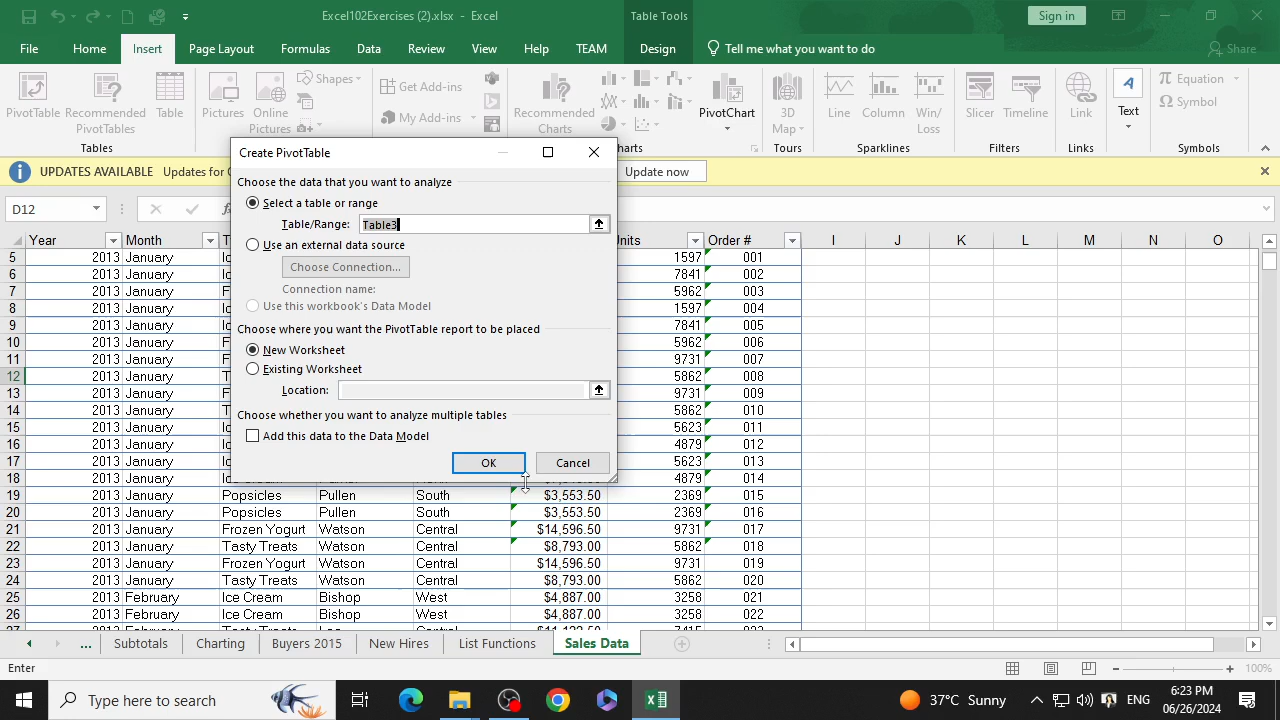 Excel102Exercises (2).xlsx - Excel
Table Tools
Sign in
File Home Insert Page Layout Formulas Data Review View Help TEAM Design Tell me what you want to do Share
PivotTable Recommended PivotTables Table
Tables
Pictures Online Pictures
Shapes
Get Add-ins
My Add-ins
Recommended Charts
PivotChart
3D Map
Tours
Line Column Win/Loss
Sparklines
Slicer Timeline
Filters
Link
Links
Text
Equation
Symbol
Symbols
UPDATES AVAILABLE Updates for Update now
D12
Create PivotTable
Choose the data that you want to analyze
Select a table or range
Table/Range: Table3
Use an external data source
Choose Connection...
Connection name:
Use this workbook's Data Model
Choose where you want the PivotTable report to be placed
New Worksheet
Existing Worksheet
Location:
Choose whether you want to analyze multiple tables
Add this data to the Data Model
OK Cancel
Year Month Order # I J K L M N O
5 2013 January 1597 001
6 2013 January 7841 002
7 2013 January 5962 003
8 2013 January 1597 004
9 2013 January 7841 005
10 2013 January 5962 006
11 2013 January 9731 007
12 2013 January 5862 008
13 2013 January 9731 009
14 2013 January 5862 010
15 2013 January 5623 011
16 2013 January 4879 012
17 2013 January 5623 013
18 2013 January 4879 014
19 2013 January Popsicles Pullen South $3,553.50 2369 015
20 2013 January Popsicles Pullen South $3,553.50 2369 016
21 2013 January Frozen Yogurt Watson Central $14,596.50 9731 017
22 2013 January Tasty Treats Watson Central $8,793.00 5862 018
23 2013 January Frozen Yogurt Watson Central $14,596.50 9731 019
24 2013 January Tasty Treats Watson Central $8,793.00 5862 020
25 2013 February Ice Cream Bishop West $4,887.00 3258 021
26 2013 February Ice Cream Bishop West $4,887.00 3258 022
... Subtotals Charting Buyers 2015 New Hires List Functions Sales Data
Enter
100%
Type here to search
37°C Sunny
ENG
6:23 PM
06/26/2024